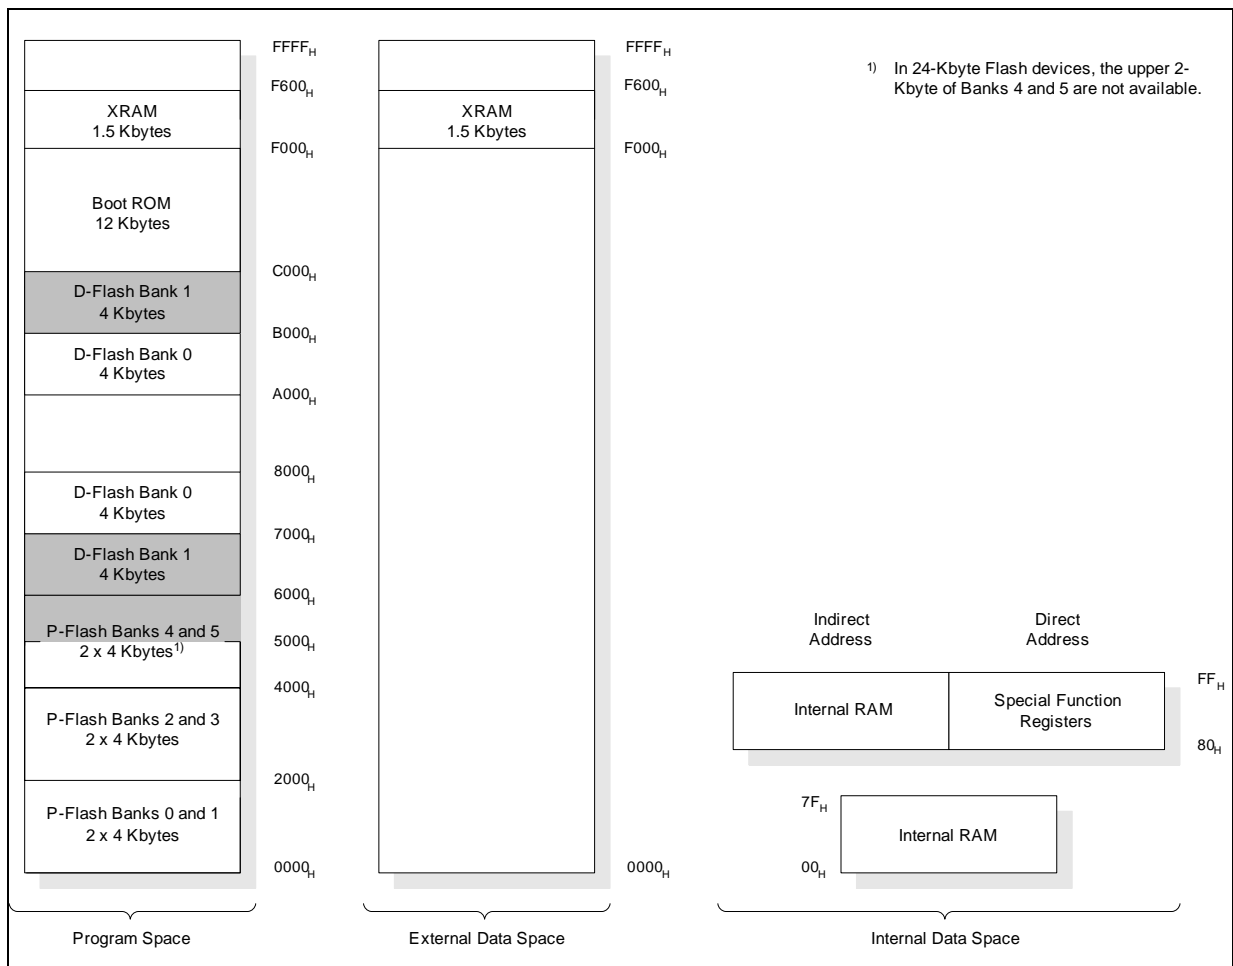 FFFFH
F600H
XRAM
1.5 Kbytes
F000H
Boot ROM
12 Kbytes
C000H
D-Flash Bank 1
4 Kbytes
B000H
D-Flash Bank 0
4 Kbytes
A000H
8000H
D-Flash Bank 0
4 Kbytes
7000H
D-Flash Bank 1
4 Kbytes
6000H
P-Flash Banks 4 and 5
2 x 4 Kbytes1)
5000H
4000H
P-Flash Banks 2 and 3
2 x 4 Kbytes
2000H
P-Flash Banks 0 and 1
2 x 4 Kbytes
0000H
Program Space
FFFFH
F600H
XRAM
1.5 Kbytes
F000H
0000H
External Data Space
1) In 24-Kbyte Flash devices, the upper 2-
Kbyte of Banks 4 and 5 are not available.
Indirect
Address
Direct
Address
Internal RAM
Special Function
Registers
FFH
80H
7FH
Internal RAM
00H
Internal Data Space